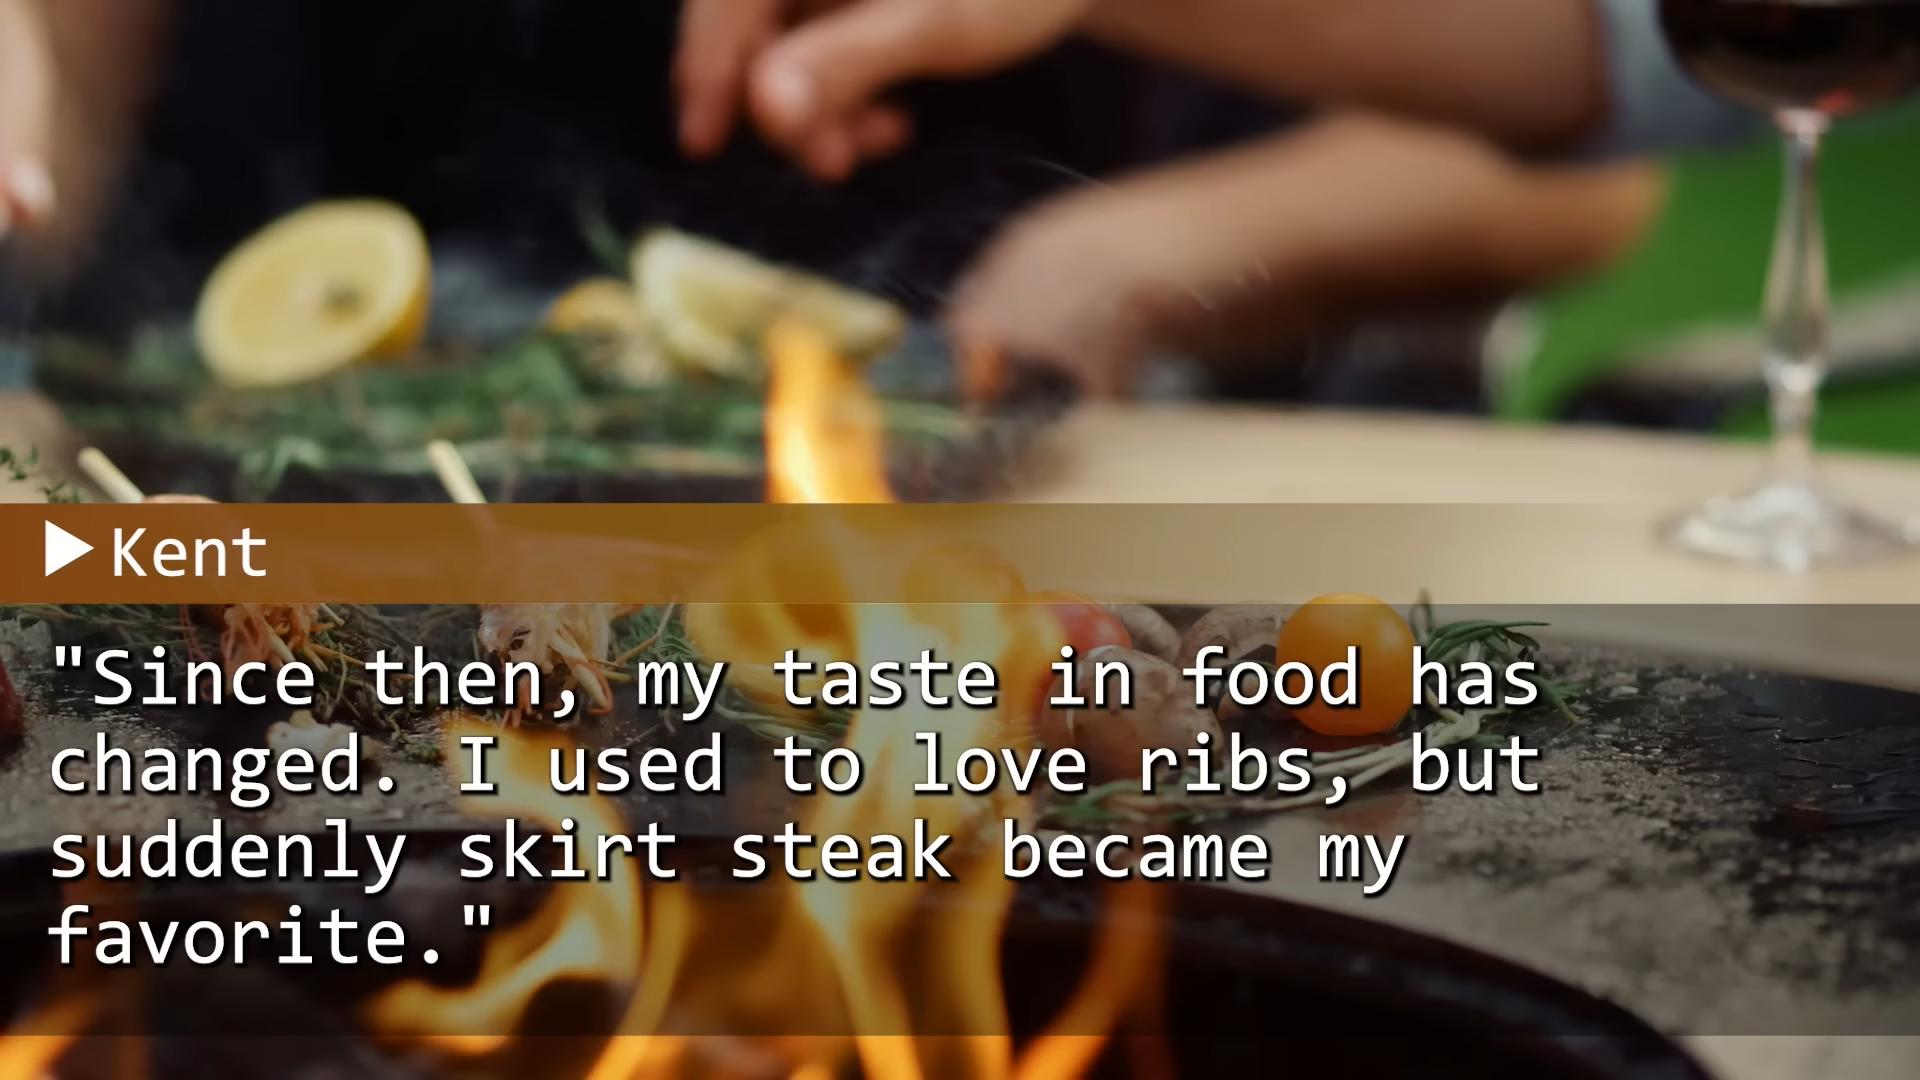 Kent
"Since then, my taste in food has
changed. I used to love ribs, but
suddenly skirt steak became my
favorite."